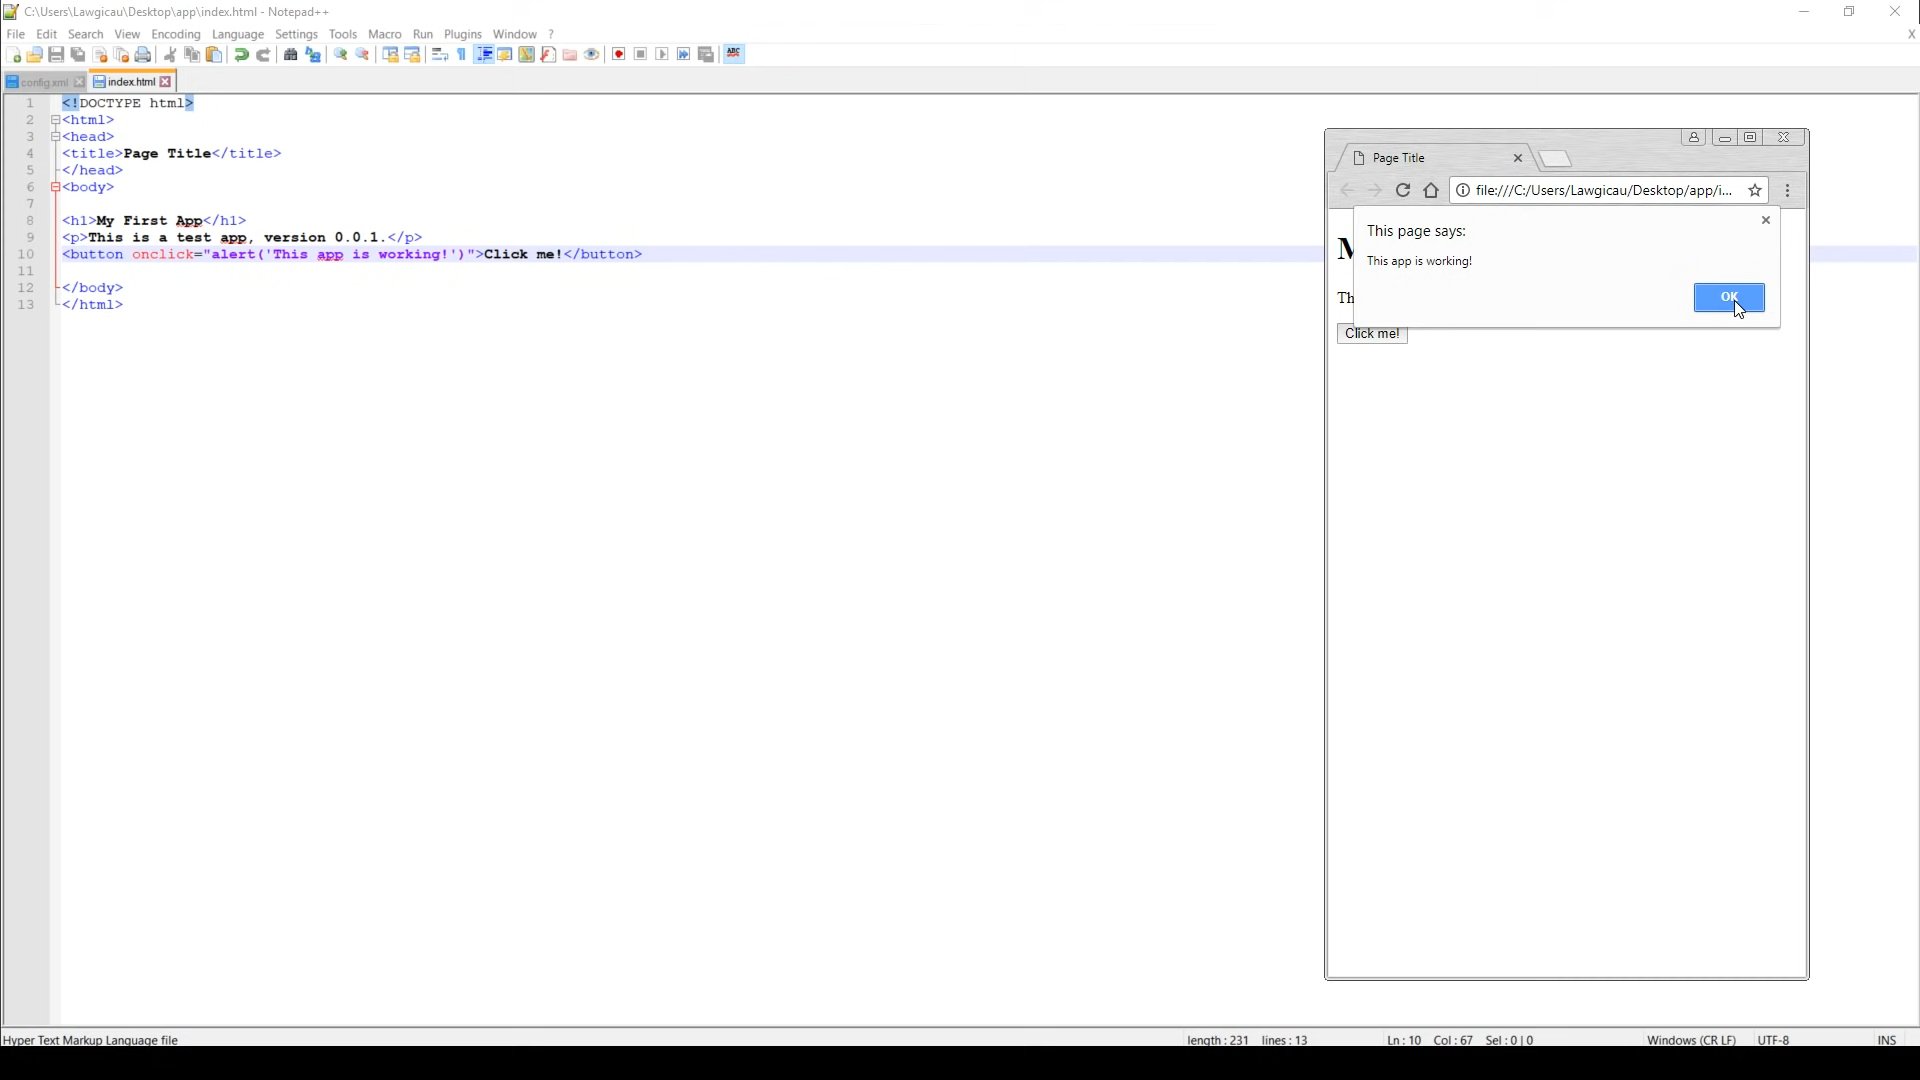 C:\Users\Lawgicau\Desktop\app\index.html - Notepad++
File Edit Search View Encoding Language Settings Tools Macro Run Plugins Window ? X
ABC
config.xml index.html
1 <!DOCTYPE html>
2 <html>
3 <head>
4 <title>Page Title</title>
5 </head>
6 <body>
7
8 <h1>My First App</h1>
9 <p>This is a test app, version 0.0.1.</p>
10 <button onclick="alert('This app is working!')">Click me!</button>
11
12 </body>
13 </html>
Page Title
file:///C:/Users/Lawgicau/Desktop/app/i...
This page says:
This app is working!
OK
M
Th
Click me!
Hyper Text Markup Language file length : 231 lines : 13 Ln : 10 Col : 67 Sel : 0 | 0 Windows (CR LF) UTF-8 INS